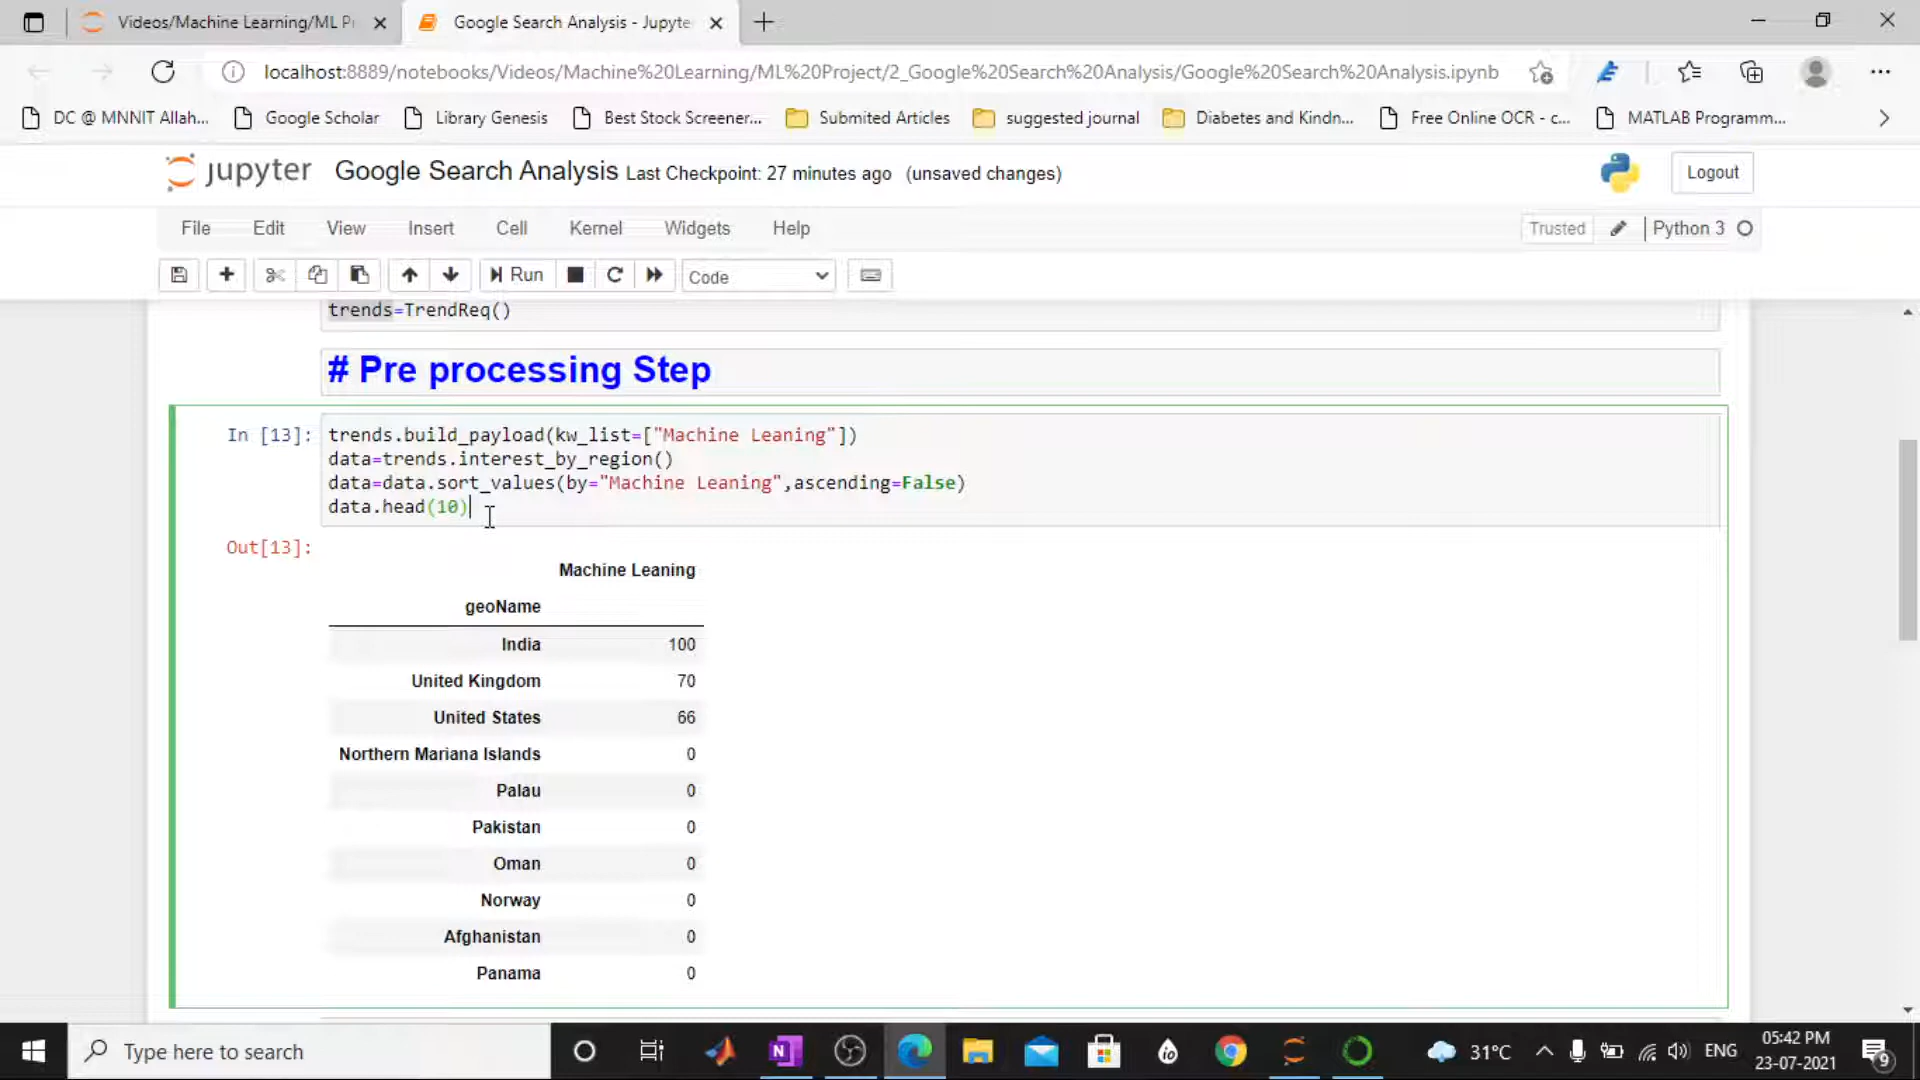 Videos/Machine Learning/ML P
Google Search Analysis - Jupyte
localhost:8889/notebooks/Videos/Machine%20Learning/ML%20Project/2_Google%20Search%20Analysis/Google%20Search%20Analysis.ipynb
DC @ MNNIT Allah... Google Scholar Library Genesis Best Stock Screener... Submited Articles suggested journal Diabetes and Kindn... Free Online OCR - c... MATLAB Programm...
jupyter Google Search Analysis Last Checkpoint: 27 minutes ago (unsaved changes) Logout
File Edit View Insert Cell Kernel Widgets Help Trusted Python 3
Run Code
trends=TrendReq()
# Pre processing Step
In [13]: trends.build_payload(kw_list=["Machine Leaning"])
data=trends.interest_by_region()
data=data.sort_values(by="Machine Leaning",ascending=False)
data.head(10)
Out[13]:
Machine Leaning
geoName
India 100
United Kingdom 70
United States 66
Northern Mariana Islands 0
Palau 0
Pakistan 0
Oman 0
Norway 0
Afghanistan 0
Panama 0
Type here to search N io 31°C ENG 05:42 PM
23-07-2021 9